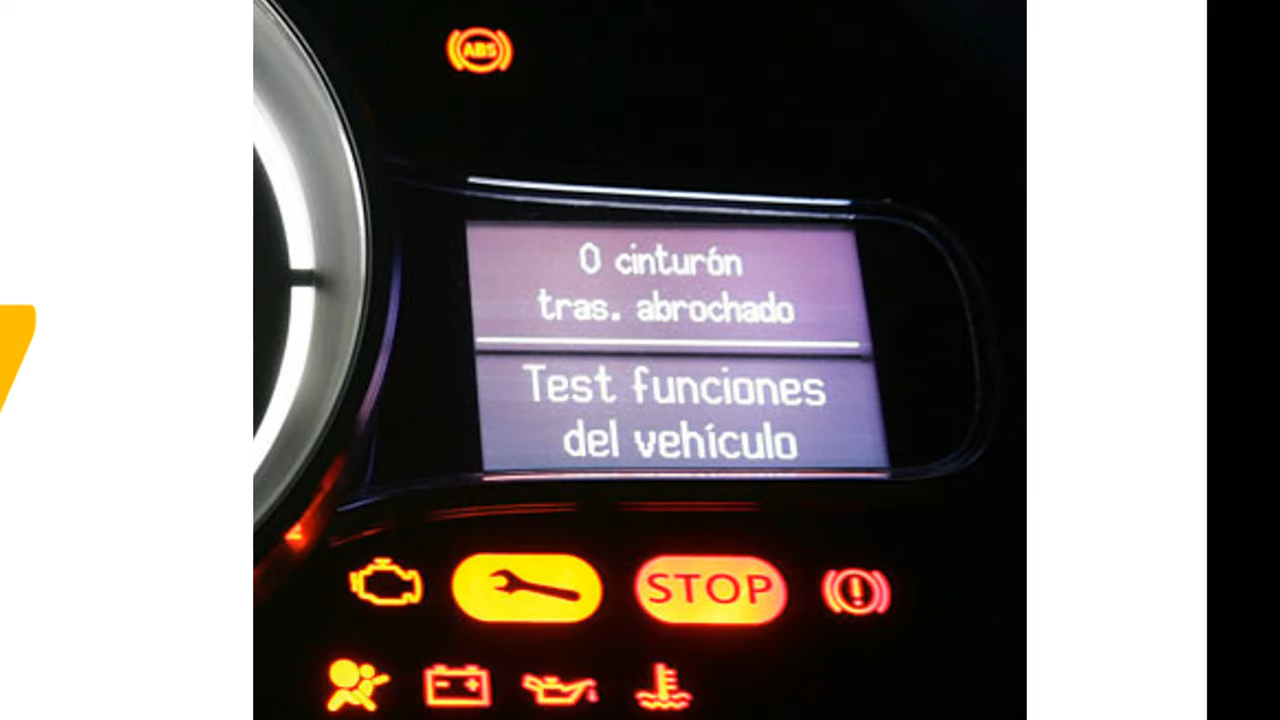 ABS
0 cinturón
tras. abrochado
Test funciones
del vehículo
STOP